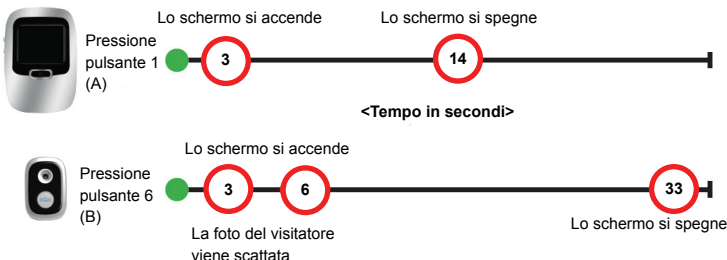 Lo schermo si accende
Lo schermo si spegne
Pressione
pulsante 1
(A)
3
14
<Tempo in secondi>
Lo schermo si accende
Pressione
pulsante 6
(B)
3
6
33
La foto del visitatore
viene scattata
Lo schermo si spegne